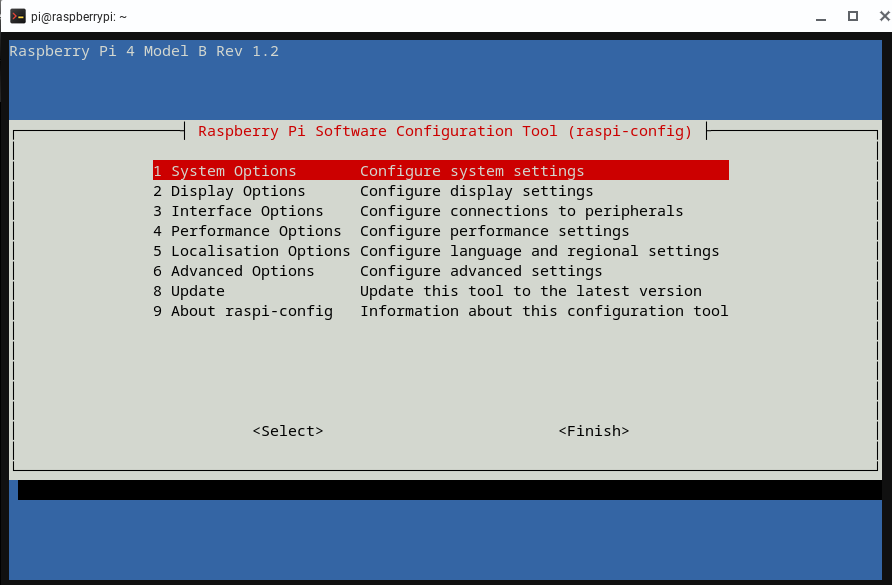 pi@raspberrypi: ~
Raspberry Pi 4 Model B Rev 1.2
Raspberry Pi Software Configuration Tool (raspi-config)
1 System Options Configure system settings
2 Display Options Configure display settings
3 Interface Options Configure connections to peripherals
4 Performance Options Configure performance settings
5 Localisation Options Configure language and regional settings
6 Advanced Options Configure advanced settings
8 Update Update this tool to the latest version
9 About raspi-config Information about this configuration tool
<Select> <Finish>